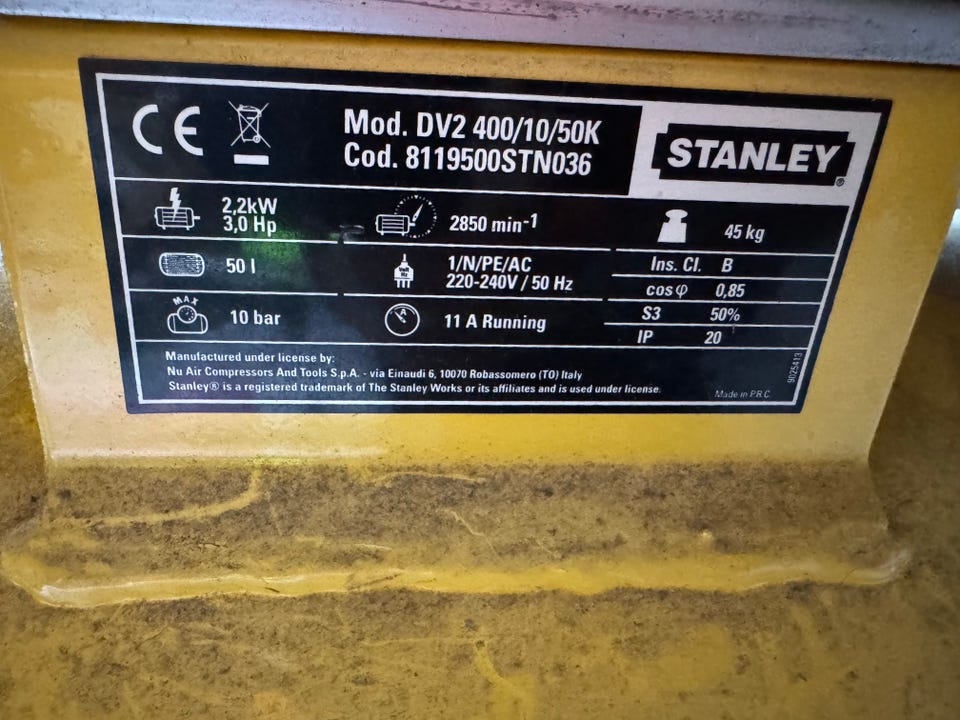 CE
Mod. DV2 400/10/50K
Cod. 8119500STN036
STANLEY®
2,2kW
3,0 Hp
2850 min-1
45 kg
50 l
Volt
Hz
1/N/PE/AC
220-240V / 50 Hz
Ins. Cl. B
cosφ 0,85
MAX
10 bar
A
11 A Running
S3 50%
IP 20
Manufactured under license by:
Nu Air Compressors And Tools S.p.A. - via Einaudi 6, 10070 Robassomero (TO) Italy
Stanley® is a registered trademark of The Stanley Works or its affiliates and is used under license.
Made in P.R.C.
9025413